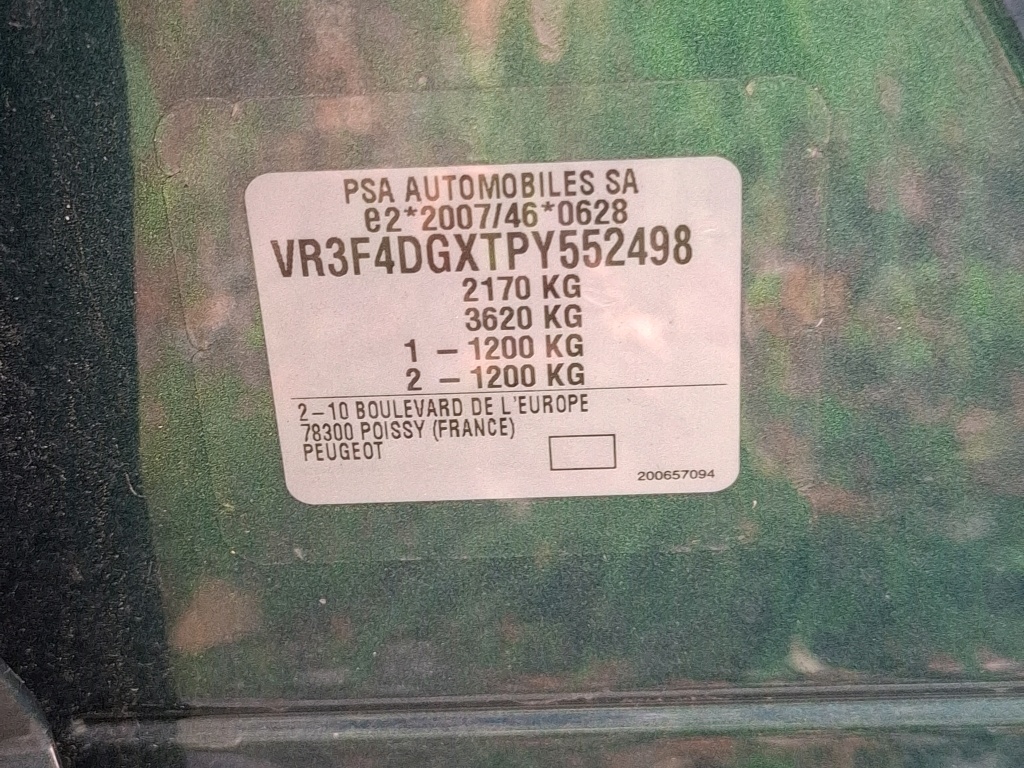 PSA AUTOMOBILES SA
e2*2007/46*0628
VR3F4DGXTPY552498
2170 KG
3620 KG
1 – 1200 KG
2 – 1200 KG
2–10 BOULEVARD DE L'EUROPE
78300 POISSY (FRANCE)
PEUGEOT
200657094